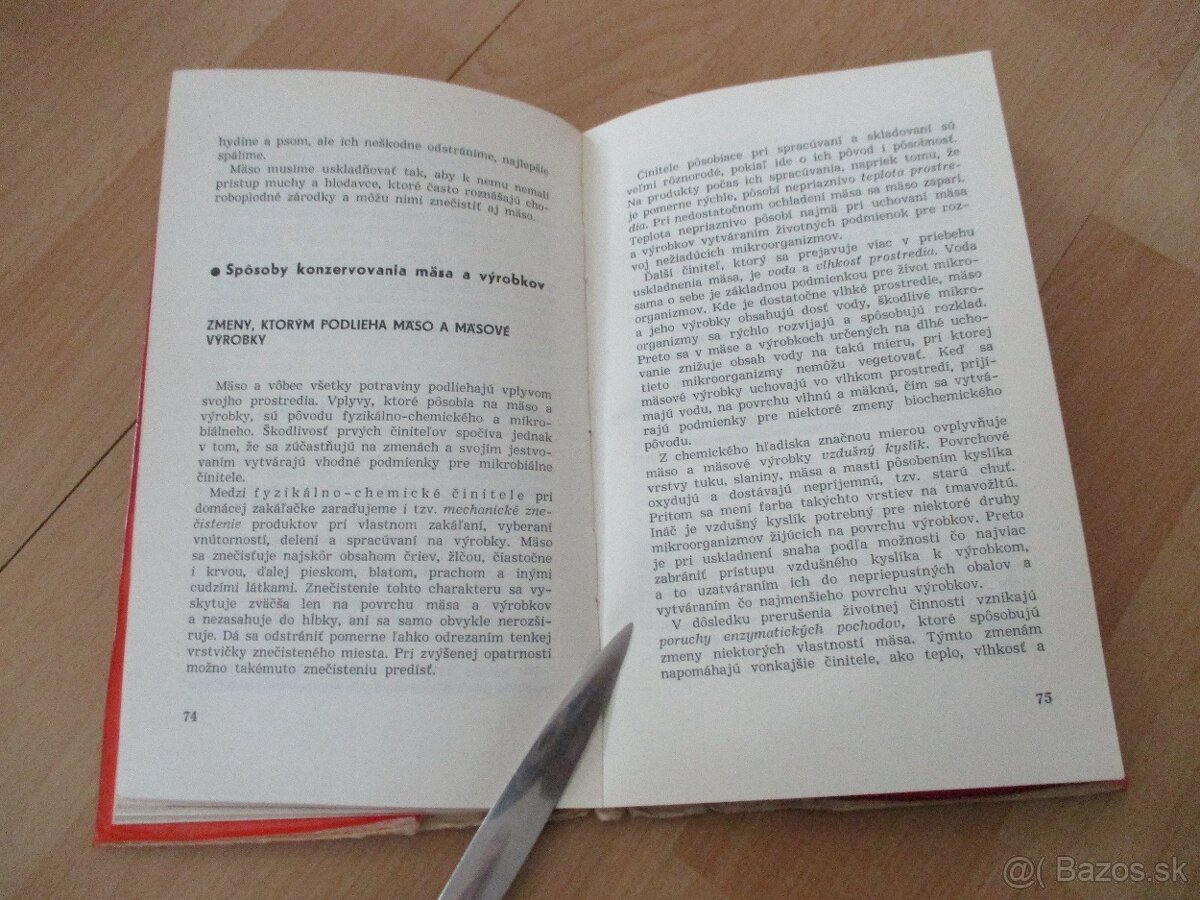 hydine a psom, ale ich neškodne odstránime, najlepšie
spálime.
Mäso musíme uskladňovať tak, aby k nemu nemali
prístup muchy a hlodavce, ktoré často roznášajú cho-
roboplodné zárodky a môžu nimi znečistiť aj mäso.
● Spôsoby konzervovania mäsa a výrobkov
ZMENY, KTORÝM PODLIEHA MÄSO A MÄSOVÉ
VÝROBKY
Mäso a vôbec všetky potraviny podliehajú vplyvom
svojho prostredia. Vplyvy, ktoré pôsobia na mäso a
výrobky, sú pôvodu fyzikálno-chemického a mikro-
biálneho. Škodlivosť prvých činiteľov spočíva jednak
v tom, že sa zúčastňujú na zmenách a svojím jestvo-
vaním vytvárajú vhodné podmienky pre mikrobiálne
činitele.
Medzi fyzikálno-chemické činitele pri
domácej zakáľačke zaraďujeme i tzv. mechanické zne-
čistenie produktov pri vlastnom zakáľaní, vyberaní
vnútorností, delení a spracúvaní na výrobky. Mäso
sa znečisťuje najskôr obsahom čriev, žlčou, čiastočne
i krvou, ďalej pieskom, blatom, prachom a inými
cudzími látkami. Znečistenie tohto charakteru sa vy-
skytuje zväčša len na povrchu mäsa a výrobkov
a nezasahuje do hĺbky, ani sa samo obvykle nerozši-
ruje. Dá sa odstrániť pomerne ľahko odrezaním tenkej
vrstvičky znečisteného miesta. Pri zvýšenej opatrnosti
možno takémuto znečisteniu predísť.
74
Činitele pôsobiace pri spracúvaní a skladovaní sú
veľmi rôznorodé, pokiaľ ide o ich pôvod i pôsobnosť.
Na produkty počas ich spracúvania, napriek tomu, že
je pomerne rýchle, pôsobí nepriaznivo teplota prostre-
dia. Pri nedostatočnom ochladení mäsa sa mäso zaparí.
Teplota nepriaznivo pôsobí najmä pri uchovaní mäsa
a výrobkov vytváraním životných podmienok pre roz-
voj nežiadúcich mikroorganizmov.
Ďalší činiteľ, ktorý sa prejavuje viac v priebehu
uskladnenia mäsa, je voda a vlhkosť prostredia. Voda
sama o sebe je základnou podmienkou pre život mikro-
organizmov. Kde je dostatočne vlhké prostredie, mäso
a jeho výrobky obsahujú dosť vody, škodlivé mikro-
organizmy sa rýchlo rozvíjajú a spôsobujú rozklad.
Preto sa v mäse a výrobkoch určených na dlhé ucho-
vanie znižuje obsah vody na takú mieru, pri ktorej
tieto mikroorganizmy nemôžu vegetovať. Keď sa
mäsové výrobky uchovajú vo vlhkom prostredí, prijí-
majú vodu, na povrchu vlhnú a mäknú, čím sa vytvá-
rajú podmienky pre niektoré zmeny biochemického
pôvodu.
Z chemického hľadiska značnou mierou ovplyvňuje
mäso a mäsové výrobky vzdušný kyslík. Povrchové
vrstvy tuku, slaniny, mäsa a masti pôsobením kyslíka
oxydujú a dostávajú nepríjemnú, tzv. starú chuť.
Pritom sa mení farba takýchto vrstiev na tmavožltú.
Ináč je vzdušný kyslík potrebný pre niektoré druhy
mikroorganizmov žijúcich na povrchu výrobkov. Preto
je pri uskladnení snaha podľa možnosti čo najviac
zabrániť prístupu vzdušného kyslíka k výrobkom,
a to uzatváraním ich do nepriepustných obalov a
vytváraním čo najmenšieho povrchu výrobkov.
V dôsledku prerušenia životnej činnosti vznikajú
poruchy enzymatických pochodov, ktoré spôsobujú
zmeny niektorých vlastností mäsa. Týmto zmenám
napomáhajú vonkajšie činitele, ako teplo, vlhkosť a
75
@( Bazos.sk